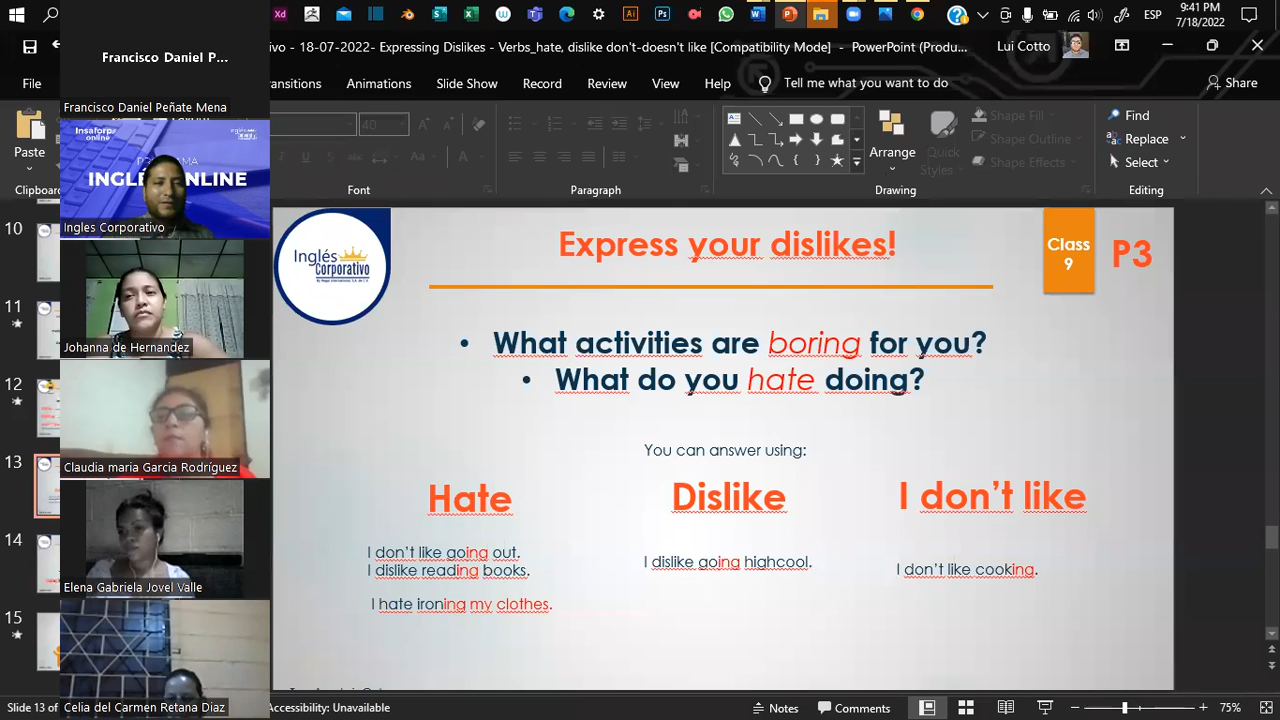 9:41 PM
ESP
7/18/2022
ivo - 18-07-2022- Expressing Dislikes - Verbs_hate, dislike don't-doesn't like [Compatibility Mode] - PowerPoint (Produ...
Lui Cotto
File
ransitions
Animations
Slide Show
Record
Review
View
Help
Tell me what you want to do
Share
Paste
Clipboard
40
Font
Paragraph
Arrange
Quick
Styles
Shape Fill
Shape Outline
Shape Effects
Drawing
Find
Replace
Select
Editing
Francisco Daniel P...
Francisco Daniel Peñate Mena
Insaforp
online
INGL
ONLINE
Ingles Corporativo
Johanna de Hernandez
Claudia maria Garcia Rodríguez
Elena Gabriela Jovel Valle
Celia del Carmen Retana Diaz
10
11
12
13
14
15
Inglés
Corporativo
Express your dislikes!
Class
9
P3
• What activities are boring for you?
• What do you hate doing?
You can answer using:
Hate
Dislike
I don't like
I don't like going out.
I dislike reading books.
I hate ironing my clothes.
I dislike going highcool.
I don't like cooking.
Slide 13 of
Accessibility: Unavailable
Notes
Comments
75%